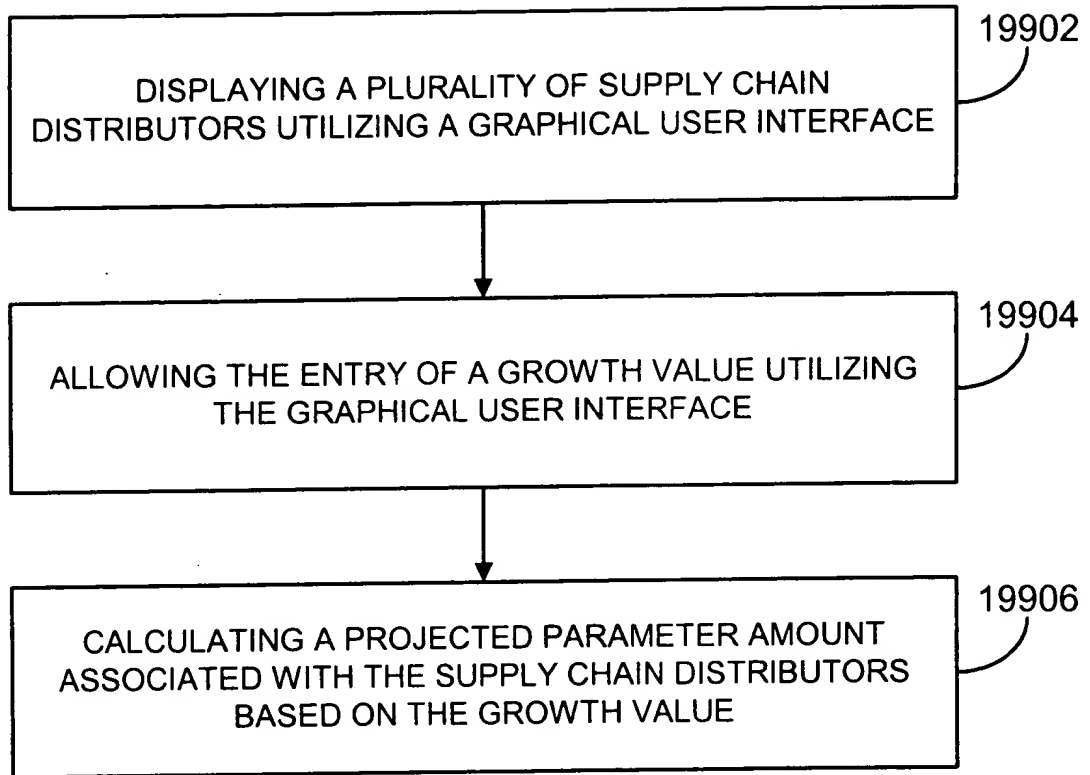 19902
DISPLAYING A PLURALITY OF SUPPLY CHAIN
DISTRIBUTORS UTILIZING A GRAPHICAL USER INTERFACE
19904
ALLOWING THE ENTRY OF A GROWTH VALUE UTILIZING
THE GRAPHICAL USER INTERFACE
19906
CALCULATING A PROJECTED PARAMETER AMOUNT
ASSOCIATED WITH THE SUPPLY CHAIN DISTRIBUTORS
BASED ON THE GROWTH VALUE